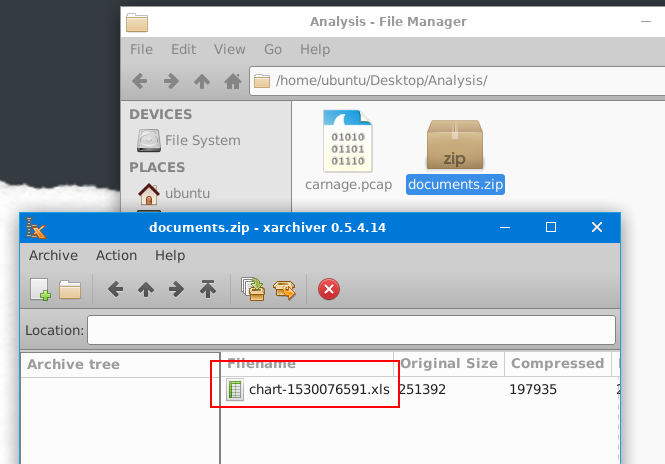 Analysis - File Manager
File Edit View Go Help
/home/ubuntu/Desktop/Analysis/
DEVICES
File System
PLACES
ubuntu
01010
01101
01110
carnage.pcap
zip
documents.zip
documents.zip - xarchiver 0.5.4.14
Archive Action Help
Location:
Archive tree
Filename Original Size Compressed
chart-1530076591.xls 251392 197935